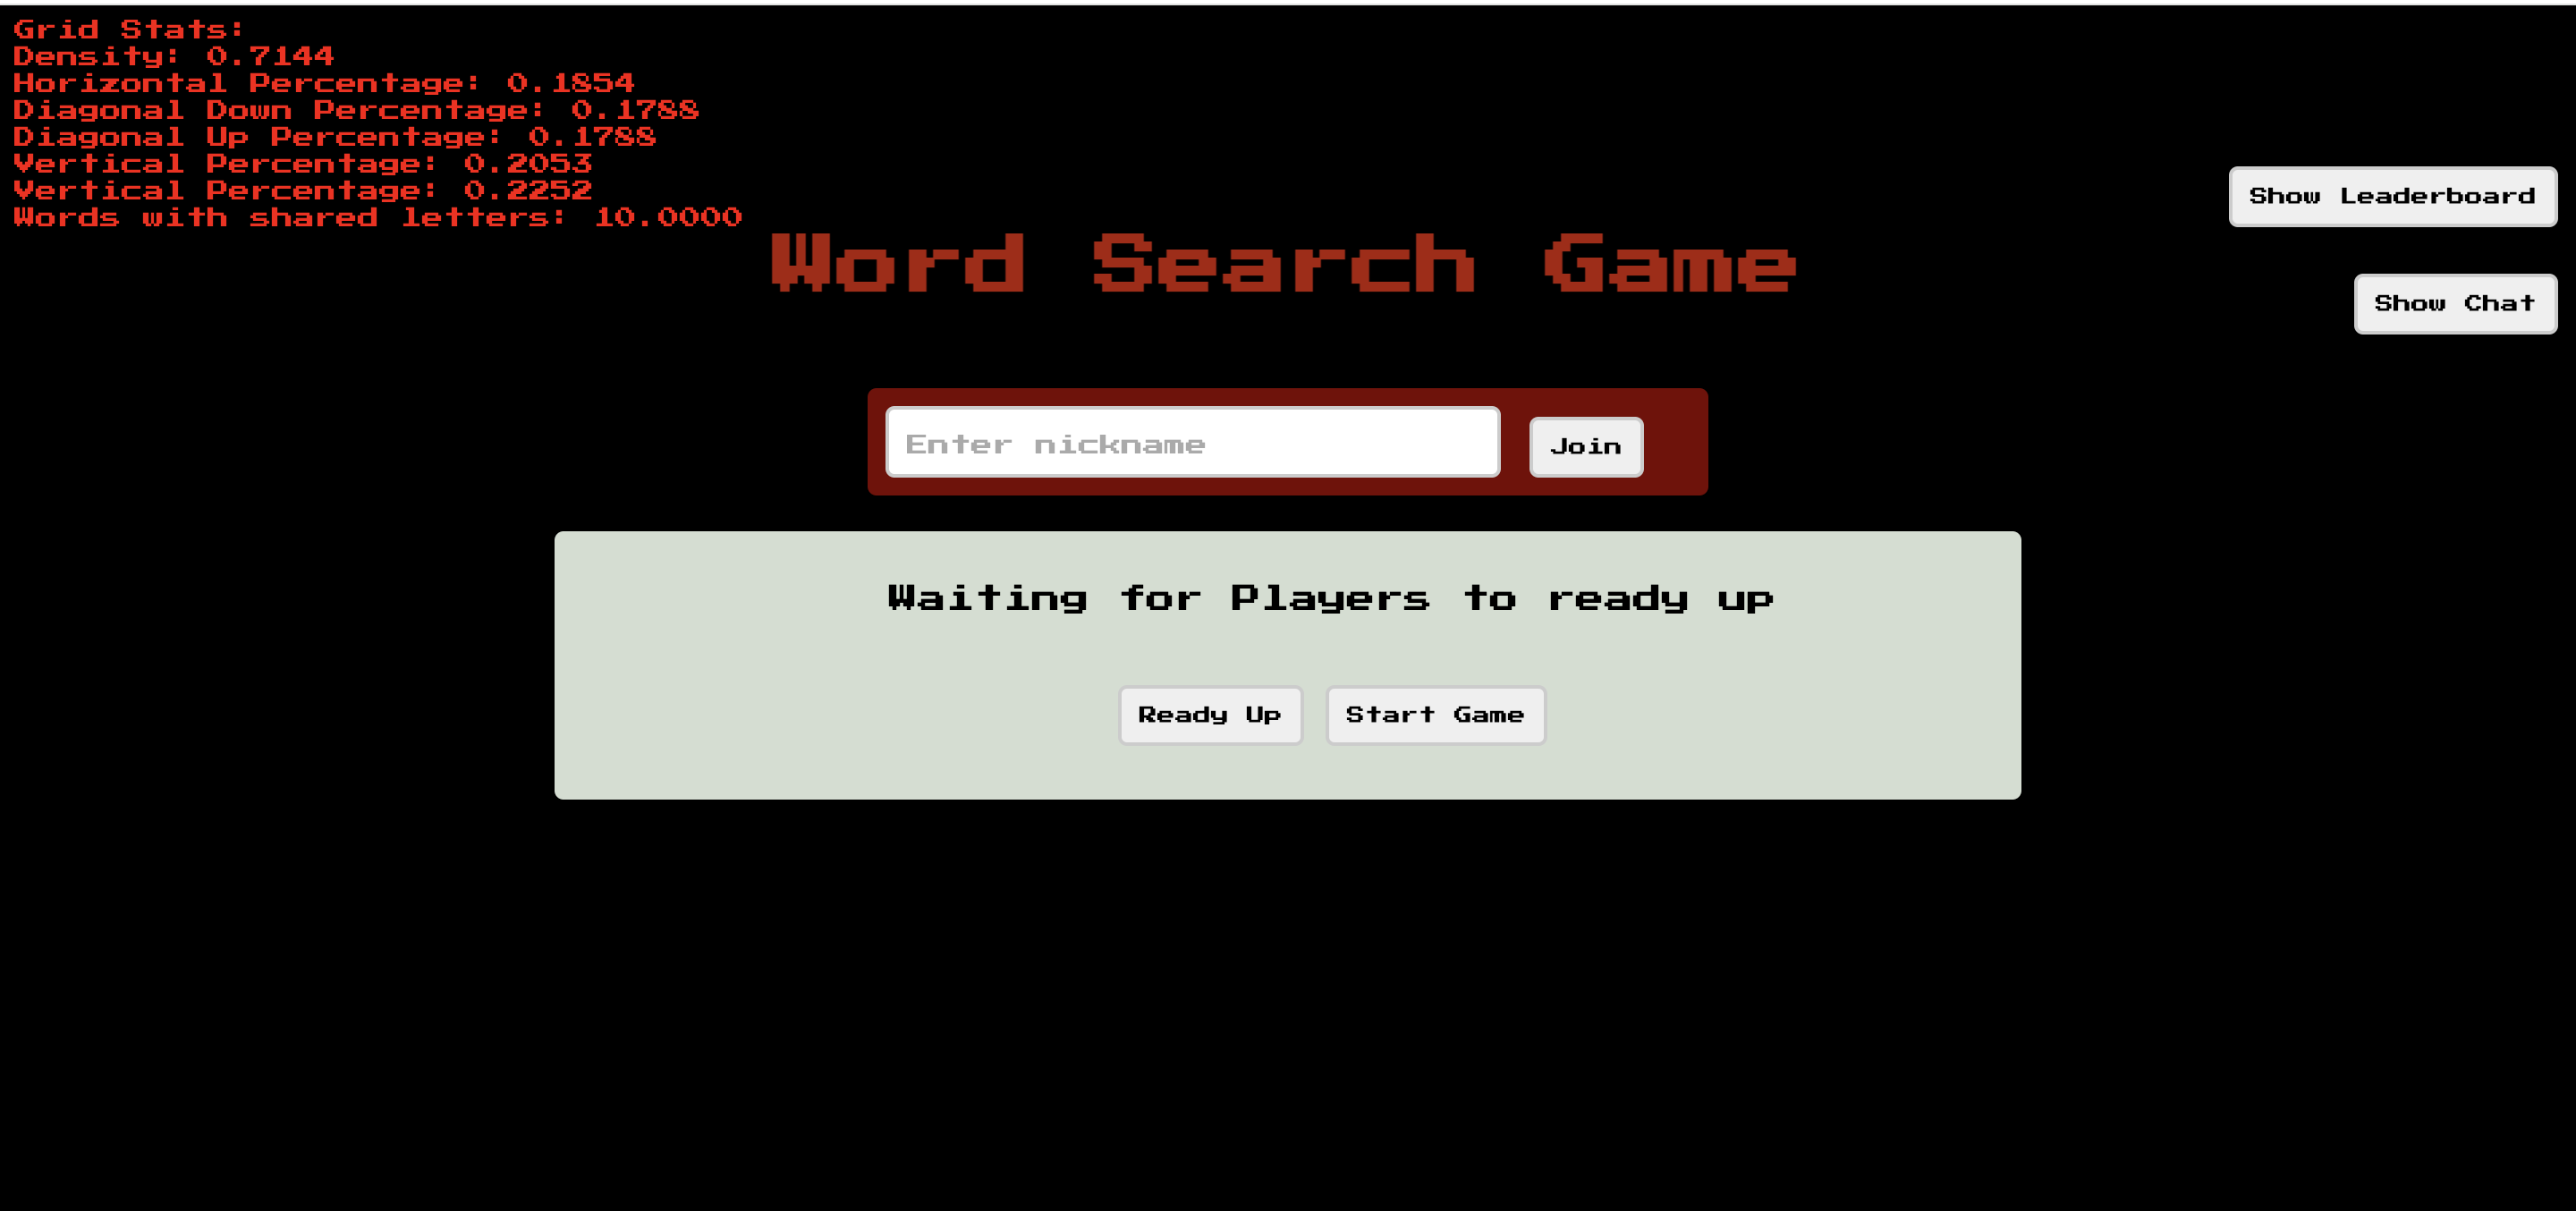 Grid Stats:
Density: 0.7144
Horizontal Percentage: 0.1854
Diagonal Down Percentage: 0.1788
Diagonal Up Percentage: 0.1788
Vertical Percentage: 0.2053
Vertical Percentage: 0.2252
Words with shared letters: 10.0000
Show Leaderboard
Word Search Game
Show Chat
Enter nickname
Join
Waiting for Players to ready up
Ready Up
Start Game